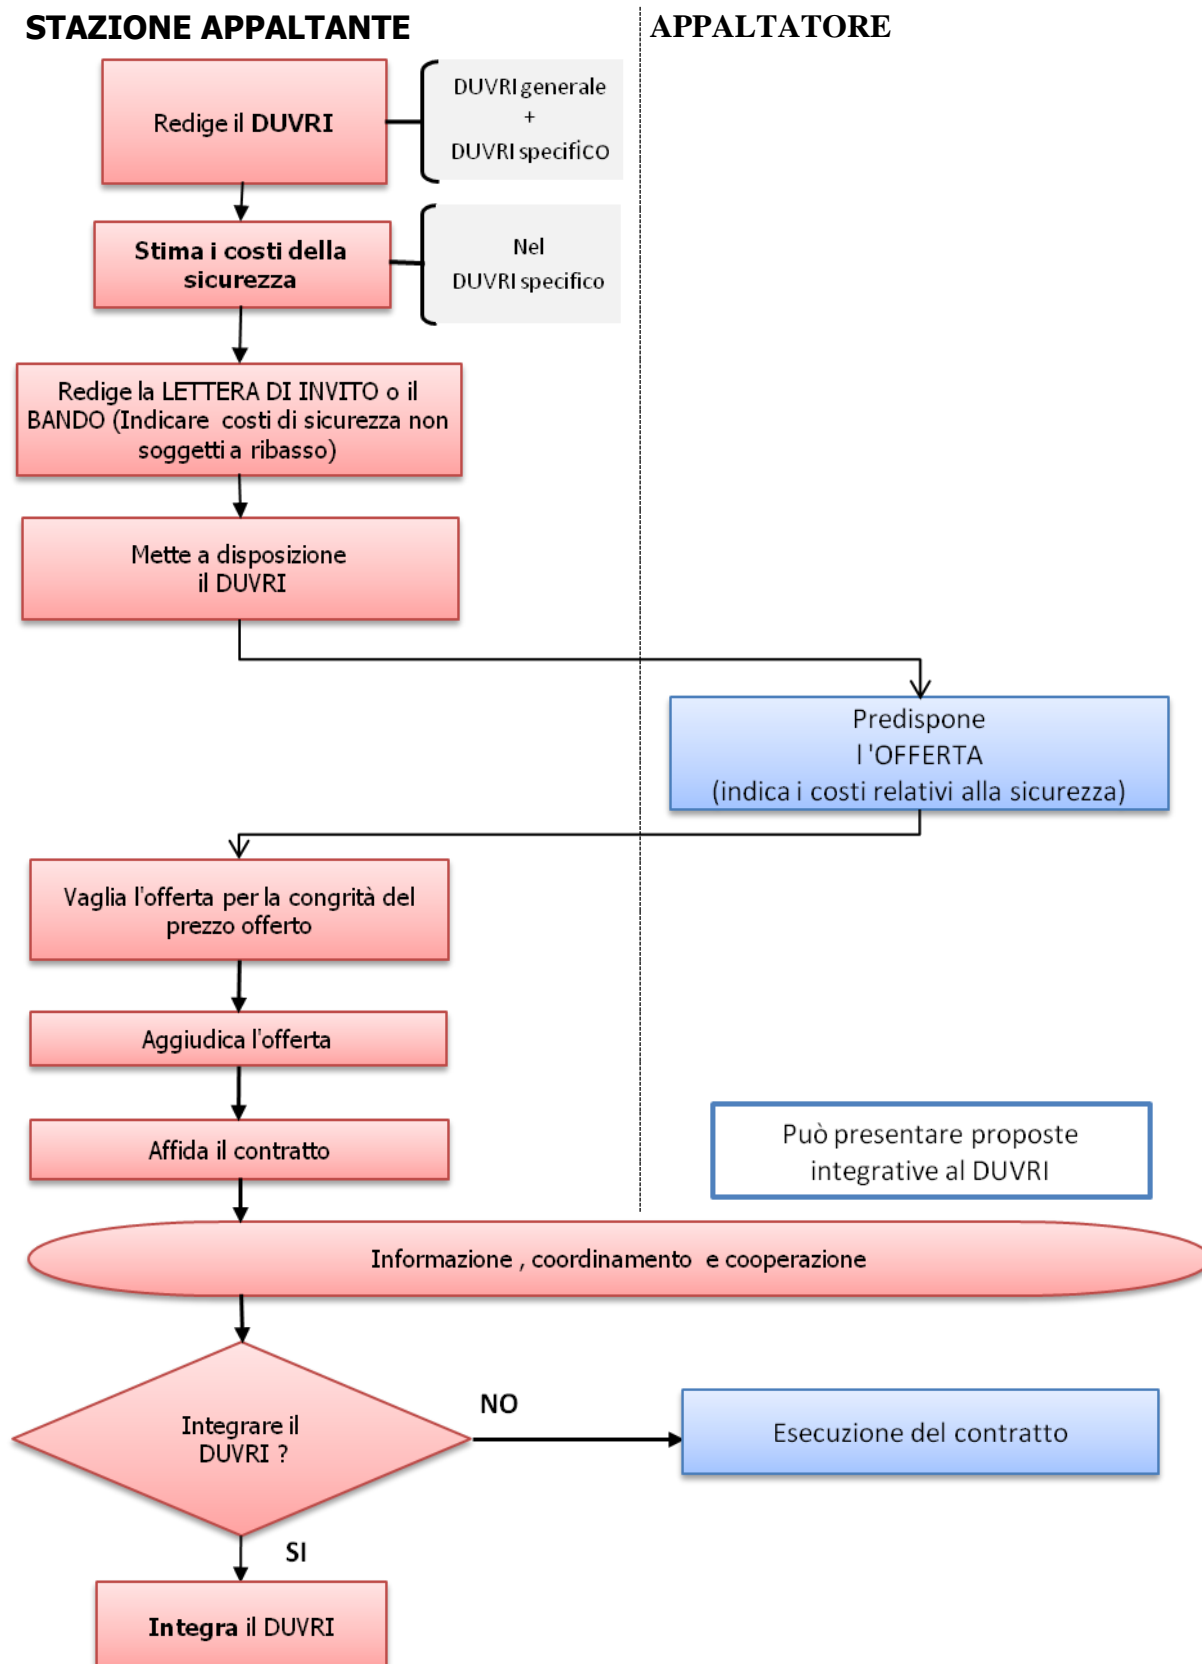 STAZIONE APPALTANTE
APPALTATORE
Redige il DUVRI
DUVRI generale
+
DUVRI specifico
Stima i costi della
sicurezza
Nel
DUVRI specifico
Redige la LETTERA DI INVITO o il
BANDO (Indicare costi di sicurezza non
soggetti a ribasso)
Mette a disposizione
il DUVRI
Predispone
l'OFFERTA
(indica i costi relativi alla sicurezza)
Vaglia l'offerta per la congrità del
prezzo offerto
Aggiudica l'offerta
Affida il contratto
Può presentare proposte
integrative al DUVRI
Informazione , coordinamento e cooperazione
Integrare il
DUVRI ?
NO
Esecuzione del contratto
SI
Integra il DUVRI